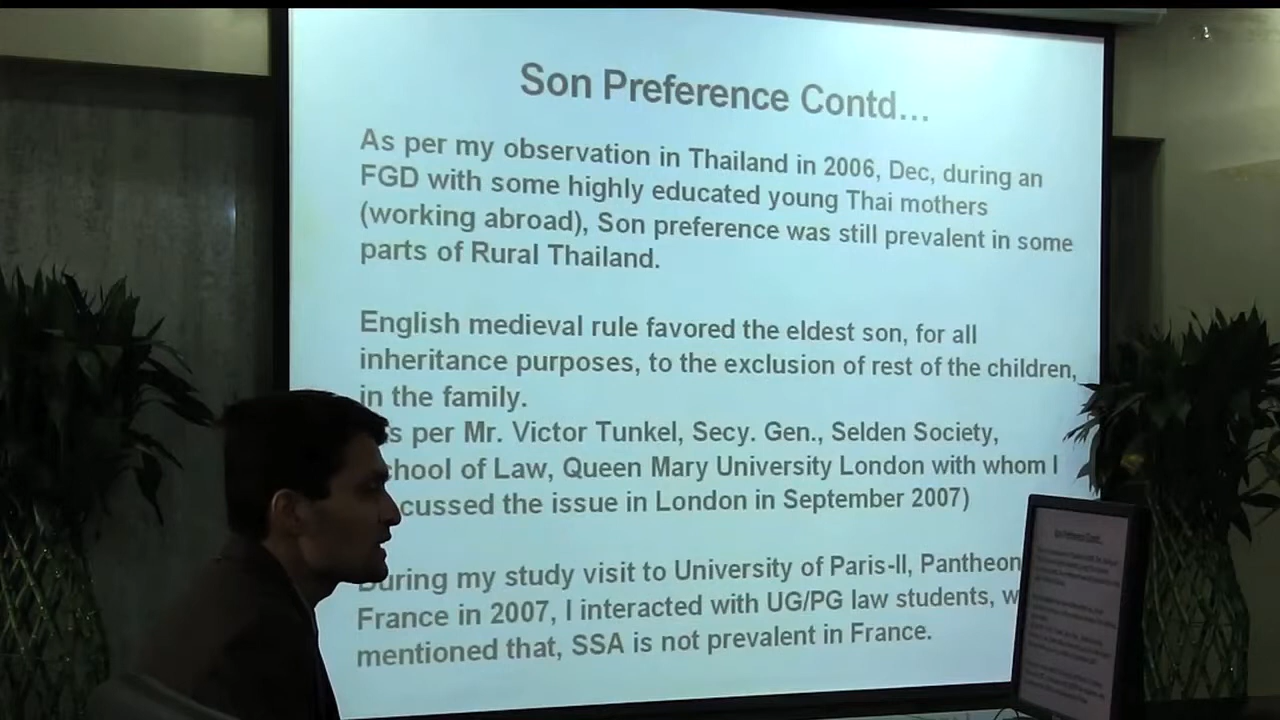 Son Preference Contd...
As per my observation in Thailand in 2006, Dec, during an
FGD with some highly educated young Thai mothers
(working abroad), Son preference was still prevalent in some
parts of Rural Thailand.
English medieval rule favored the eldest son, for all
inheritance purposes, to the exclusion of rest of the children,
in the family.
per Mr. Victor Tunkel, Secy. Gen., Selden Society,
of Law, Queen Mary University London with whom I
the issue in London in September 2007)
During my study visit to University of Paris-II, Pantheon
France in 2007, I interacted with UG/PG law students,
mentioned that, SSA is not prevalent in France.